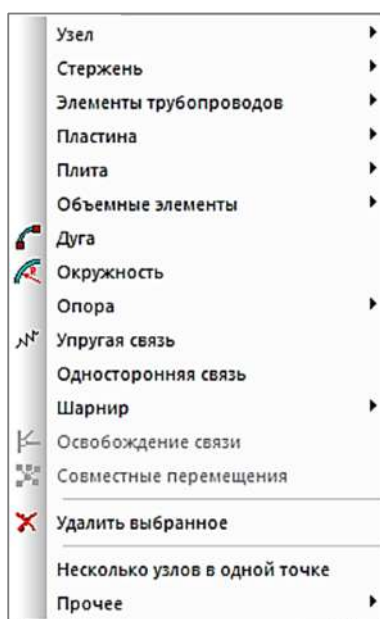 Узел
Стержень
Элементы трубопроводов
Пластина
Плита
Объемные элементы
Дуга
Окружность
Опора
Упругая связь
Односторонняя связь
Шарнир
Освобождение связи
Совместные перемещения
Удалить выбранное
Несколько узлов в одной точке
Прочее